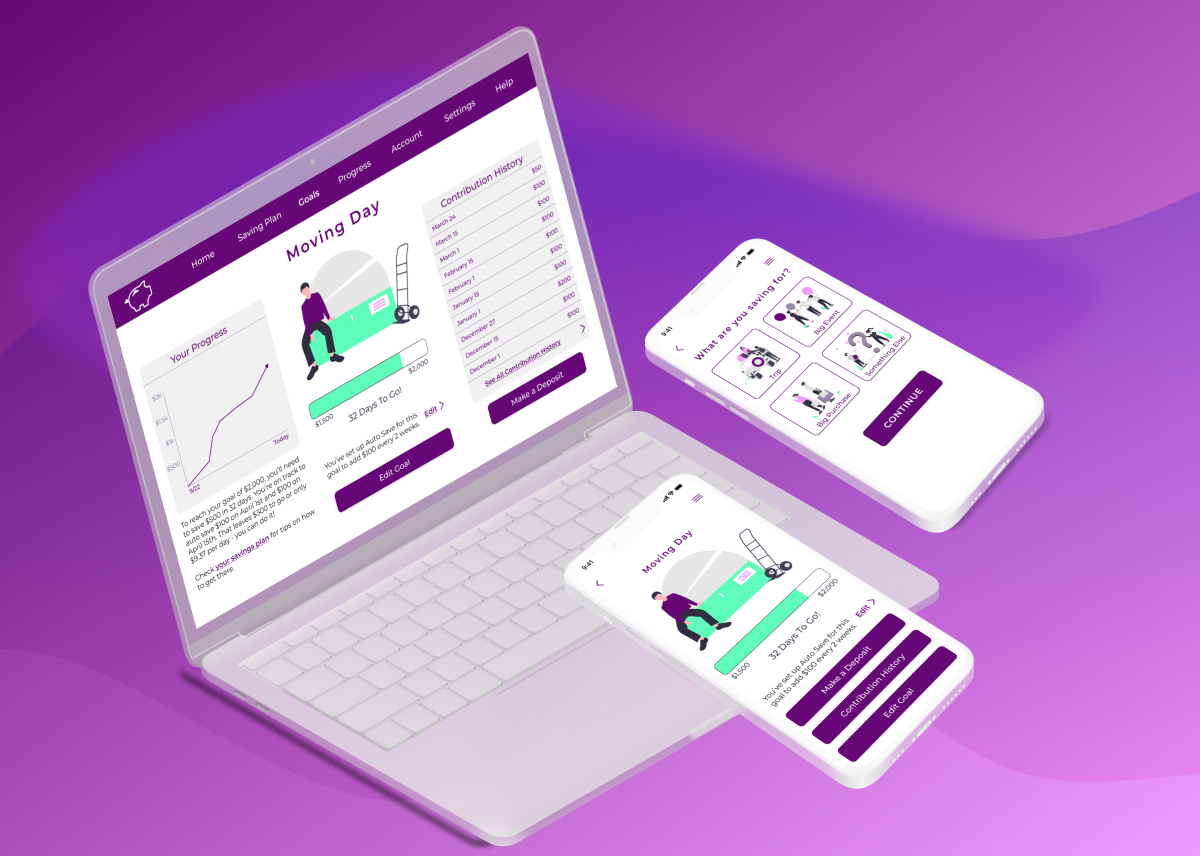 Home
Saving Plan
Goals
Progress
Account
Settings
Help
Your Progress
$2k
$1.5k
$1k
$500
9/22
Today
To reach your goal of $2,000, you'll need
to save $500 in 32 days. You're on track to
auto save $100 on April 1st and $100 on
April 15th. That leaves $300 to go or only
$9.37 per day - you can do it!
Check your savings plan for tips on how
to get there.
Moving Day
$1,500
$2,000
32 Days To Go!
You've set up Auto Save for this
goal to add $100 every 2 weeks.
Edit
Edit Goal
Contribution History
March 24 $50
March 15 $100
March 1 $100
February 15 $100
February 1 $100
January 15 $100
January 1 $100
December 27 $200
December 15 $100
December 1 $100
See All Contribution History
Make a Deposit
9:41
What are you saving for?
Trip
Big Event
Big Purchase
Something Else
CONTINUE
9:41
Moving Day
$1,500
$2,000
32 Days To Go!
You've set up Auto Save for this
goal to add $100 every 2 weeks.
Edit
Make a Deposit
Contribution History
Edit Goal